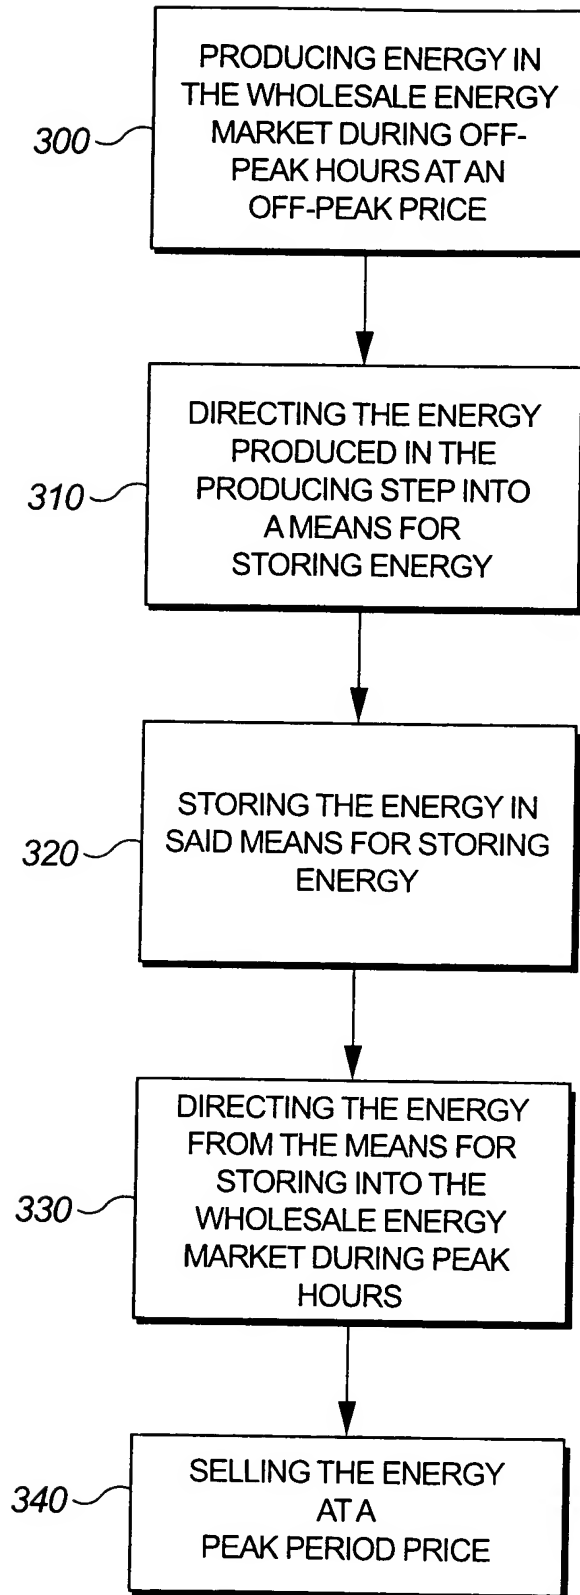 PRODUCING ENERGY IN
THE WHOLESALE ENERGY
MARKET DURING OFF-
PEAK HOURS AT AN
OFF-PEAK PRICE
300
DIRECTING THE ENERGY
PRODUCED IN THE
PRODUCING STEP INTO
A MEANS FOR
STORING ENERGY
310
STORING THE ENERGY IN
SAID MEANS FOR STORING
ENERGY
320
DIRECTING THE ENERGY
FROM THE MEANS FOR
STORING INTO THE
WHOLESALE ENERGY
MARKET DURING PEAK
HOURS
330
SELLING THE ENERGY
AT A
PEAK PERIOD PRICE
340